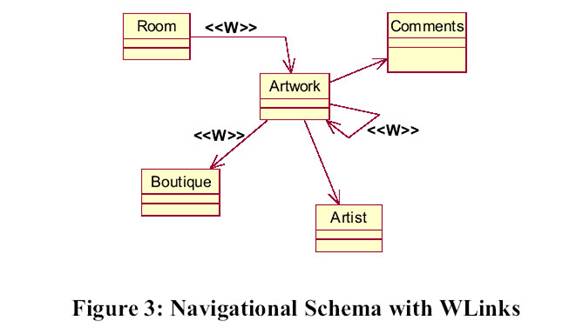 Room
<<W>>
Comments
Artwork
<<W>>
<<W>>
Boutique
Artist
Figure 3: Navigational Schema with WLinks